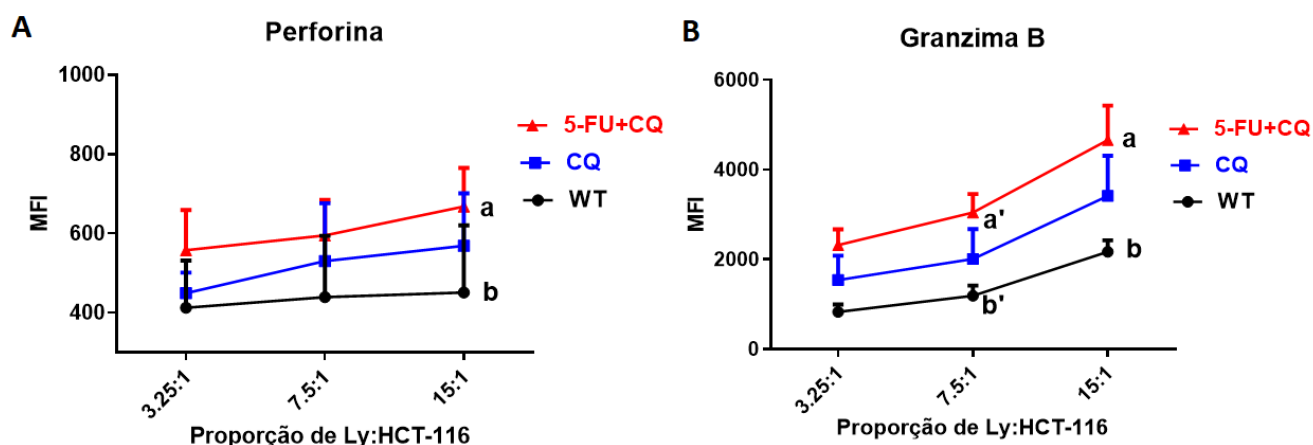 A
Perforina
1000
800
600
400
MFI
5-FU+CQ
CQ
WT
a
b
3.25:1
7.5:1
15:1
Proporção de Ly:HCT-116
B
Granzima B
6000
4000
2000
0
MFI
5-FU+CQ
CQ
WT
a
a'
b
b'
3.25:1
7.5:1
15:1
Proporção de Ly:HCT-116